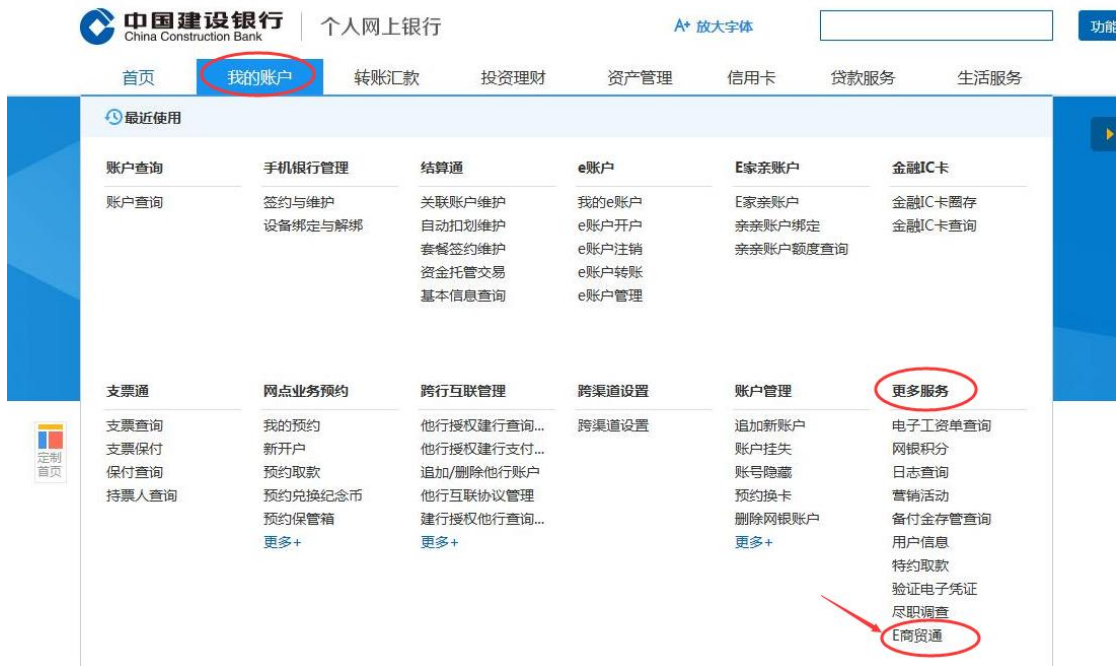 中国建设银行
China Construction Bank
个人网上银行
A+ 放大字体
功能
首页 我的账户 转账汇款 投资理财 资产管理 信用卡 贷款服务 生活服务
最近使用
账户查询
账户查询
手机银行管理
签约与维护
设备绑定与解绑
结算通
关联账户维护
自动扣划维护
套餐签约维护
资金托管交易
基本信息查询
e账户
我的e账户
e账户开户
e账户注销
e账户转账
e账户管理
E家亲账户
E家亲账户
亲亲账户绑定
亲亲账户额度查询
金融IC卡
金融IC卡圈存
金融IC卡查询
支票通
支票查询
支票保付
保付查询
持票人查询
网点业务预约
我的预约
新开户
预约取款
预约兑换纪念币
预约保管箱
更多+
跨行互联管理
他行授权建行查询...
他行授权建行支付...
追加/删除他行账户
他行互联协议管理
建行授权他行查询...
更多+
跨渠道设置
跨渠道设置
账户管理
追加新账户
账户挂失
账号隐藏
预约换卡
删除网银账户
更多+
更多服务
电子工资单查询
网银积分
日志查询
营销活动
备付金存管查询
用户信息
特约取款
验证电子凭证
尽职调查
E商贸通
定制
首页